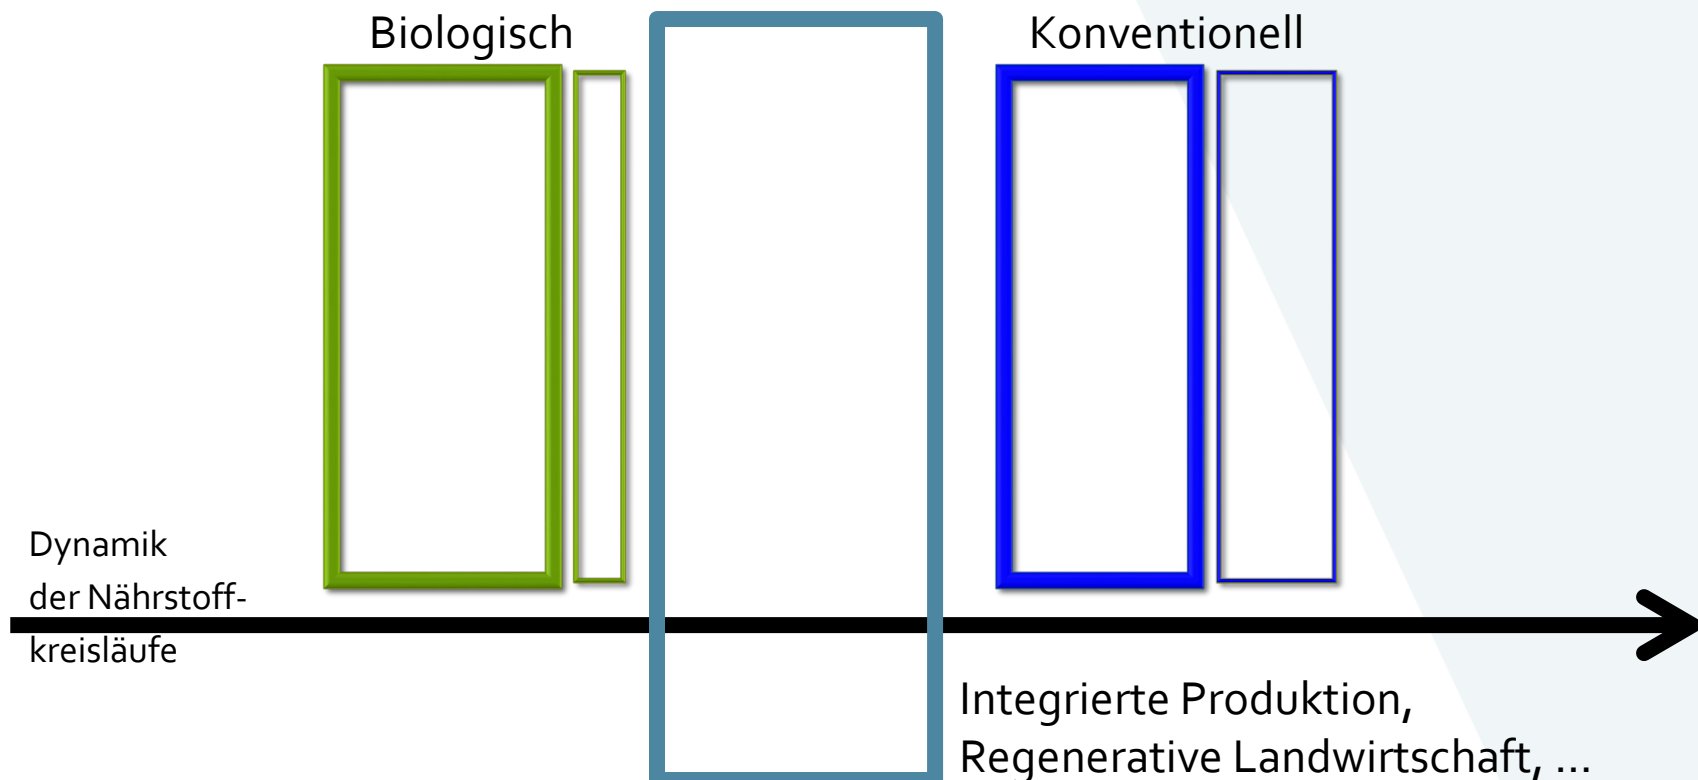 Biologisch
Konventionell
Dynamik
der Nährstoff-
kreisläufe
Integrierte Produktion,
Regenerative Landwirtschaft, ...